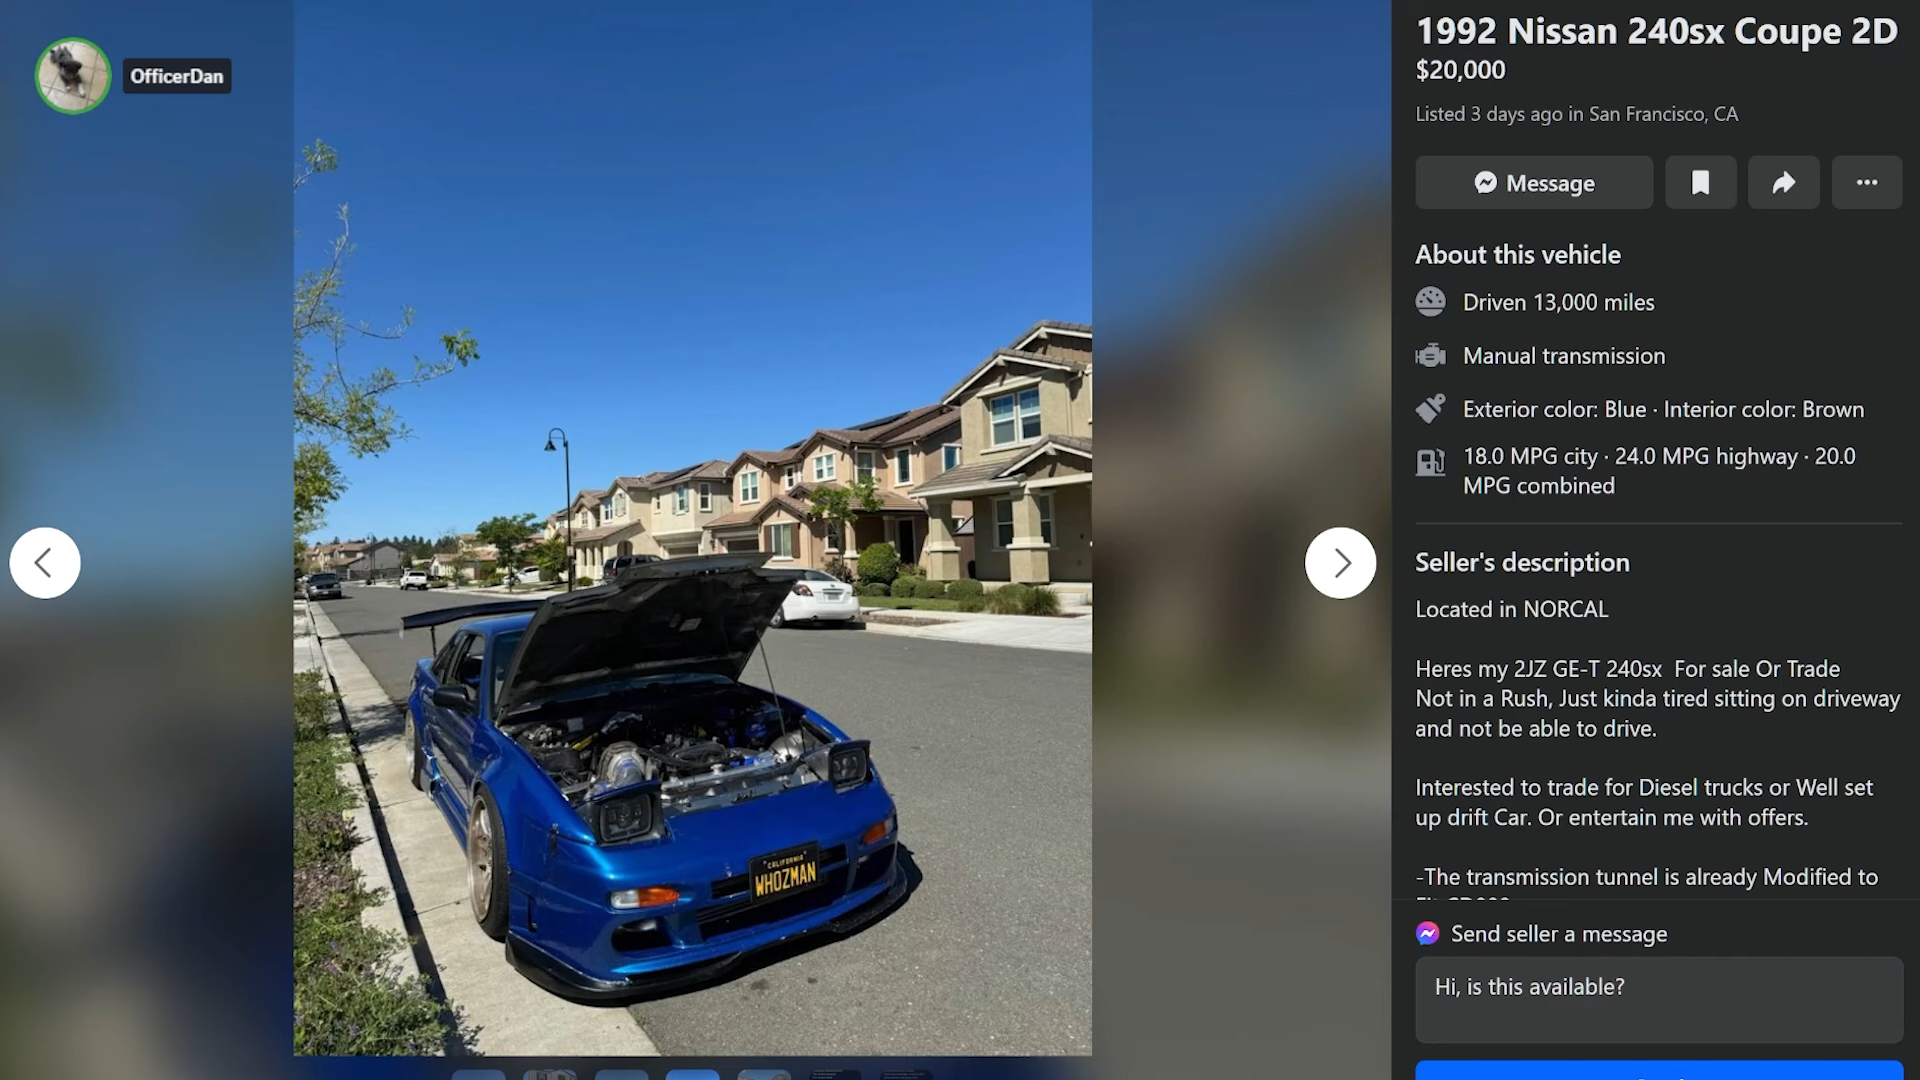 OfficerDan
CALIFORNIA
WHOZMAN
1992 Nissan 240sx Coupe 2D
$20,000
Listed 3 days ago in San Francisco, CA
Message
About this vehicle
Driven 13,000 miles
Manual transmission
Exterior color: Blue · Interior color: Brown
18.0 MPG city · 24.0 MPG highway · 20.0
MPG combined
Seller's description
Located in NORCAL
Heres my 2JZ GE-T 240sx  For sale Or Trade
Not in a Rush, Just kinda tired sitting on driveway
and not be able to drive.
Interested to trade for Diesel trucks or Well set
up drift Car. Or entertain me with offers.
-The transmission tunnel is already Modified to
Send seller a message
Hi, is this available?